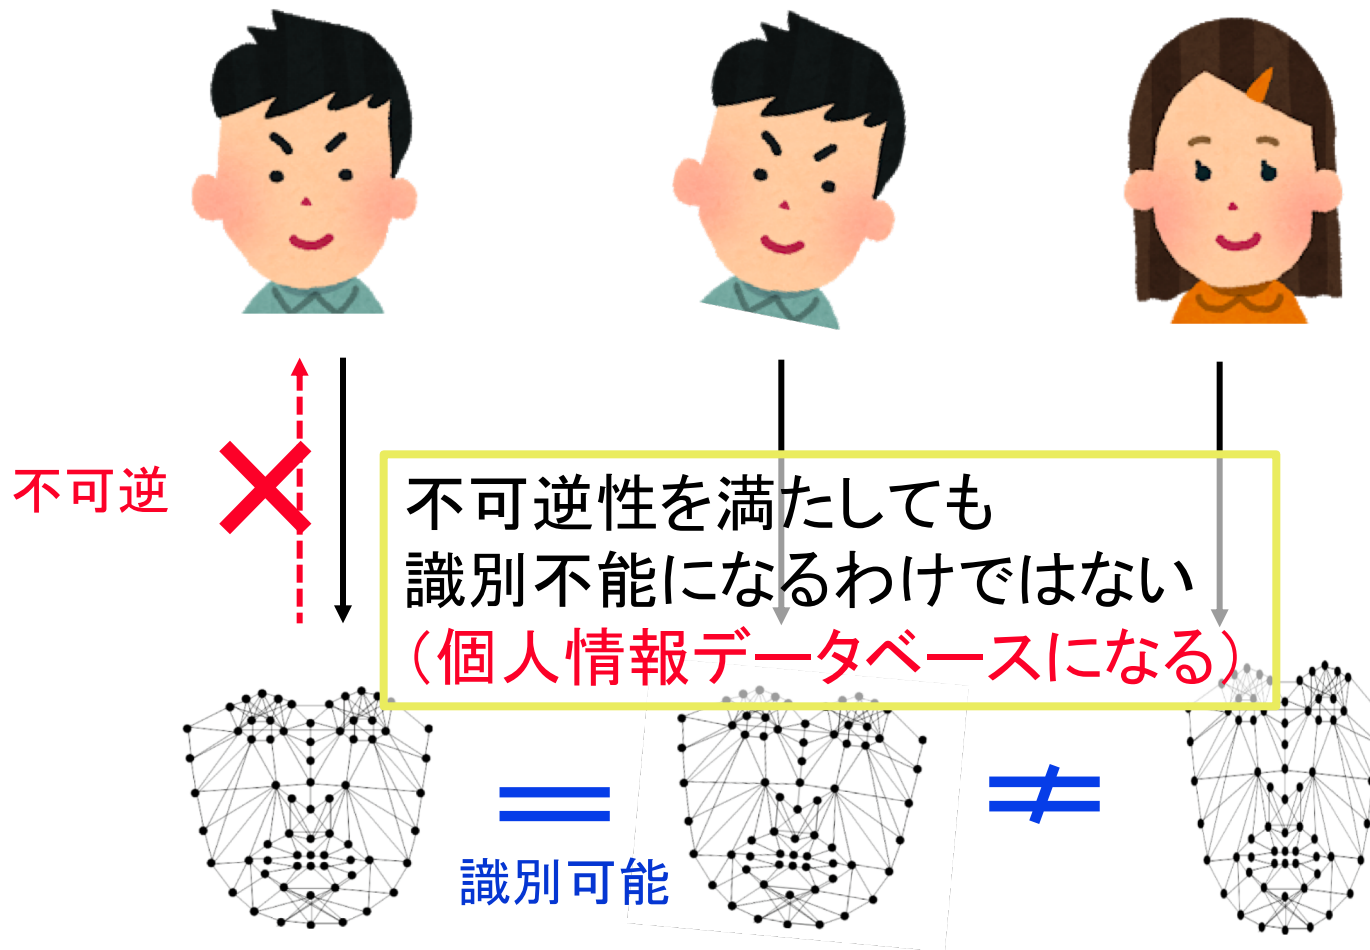 不可逆
不可逆性を満たしても
識別不能になるわけではない
（個人情報データベースになる）
＝
≠
識別可能